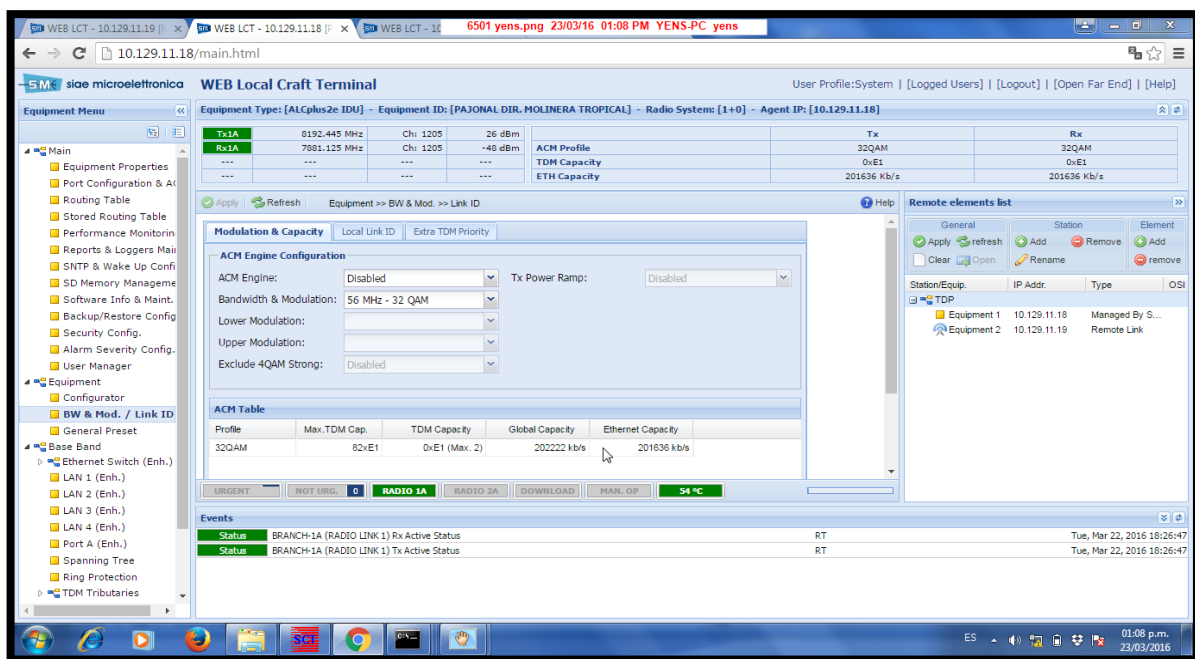 WEB LCT - 10.129.11.19 [
WEB LCT - 10.129.11.18 [P
WEB LCT - 10
6501 yens.png 23/03/16 01:08 PM YENS-PC yens
10.129.11.18/main.html
SM siae microelettronica
WEB Local Craft Terminal
User Profile:System | [Logged Users] | [Logout] | [Open Far End] | [Help]
Equipment Menu
Equipment Type: [ALCplus2e IDU] - Equipment ID: [PAJONAL DIR. MOLINERA TROPICAL] - Radio System: [1+0] - Agent IP: [10.129.11.18]
Tx1A 8192.445 MHz Ch: 1205 26 dBm Tx Rx
Rx1A 7881.125 MHz Ch: 1205 -48 dBm ACM Profile 32QAM 32QAM
--- --- --- --- TDM Capacity 0xE1 0xE1
--- --- --- --- ETH Capacity 201636 Kb/s 201636 Kb/s
Main
Equipment Properties
Port Configuration & A
Routing Table
Stored Routing Table
Performance Monitorin
Reports & Loggers Mai
SNTP & Wake Up Confi
SD Memory Manageme
Software Info & Maint.
Backup/Restore Config
Security Config.
Alarm Severity Config.
User Manager
Equipment
Configurator
BW & Mod. / Link ID
General Preset
Base Band
Ethernet Switch (Enh.)
LAN 1 (Enh.)
LAN 2 (Enh.)
LAN 3 (Enh.)
LAN 4 (Enh.)
Port A (Enh.)
Spanning Tree
Ring Protection
TDM Tributaries
Apply Refresh Equipment >> BW & Mod. >> Link ID Help
Modulation & Capacity Local Link ID Extra TDM Priority
ACM Engine Configuration
ACM Engine: Disabled Tx Power Ramp: Disabled
Bandwidth & Modulation: 56 MHz - 32 QAM
Lower Modulation:
Upper Modulation:
Exclude 4QAM Strong: Disabled
ACM Table
Profile Max.TDM Cap. TDM Capacity Global Capacity Ethernet Capacity
32QAM 82xE1 0xE1 (Max. 2) 202222 kb/s 201636 kb/s
URGENT NOT URG. 0 RADIO 1A RADIO 2A DOWNLOAD MAN. OP 54 ºC
Remote elements list
General Station Element
Apply refresh Add Remove Add
Clear Open Rename remove
Station/Equip. IP Addr. Type OSI
TDP
Equipment 1 10.129.11.18 Managed By S...
Equipment 2 10.129.11.19 Remote Link
Events
Status BRANCH-1A (RADIO LINK 1) Rx Active Status RT Tue, Mar 22, 2016 18:26:47
Status BRANCH-1A (RADIO LINK 1) Tx Active Status RT Tue, Mar 22, 2016 18:26:47
SCT
C:\
ES
01:08 p.m.
23/03/2016